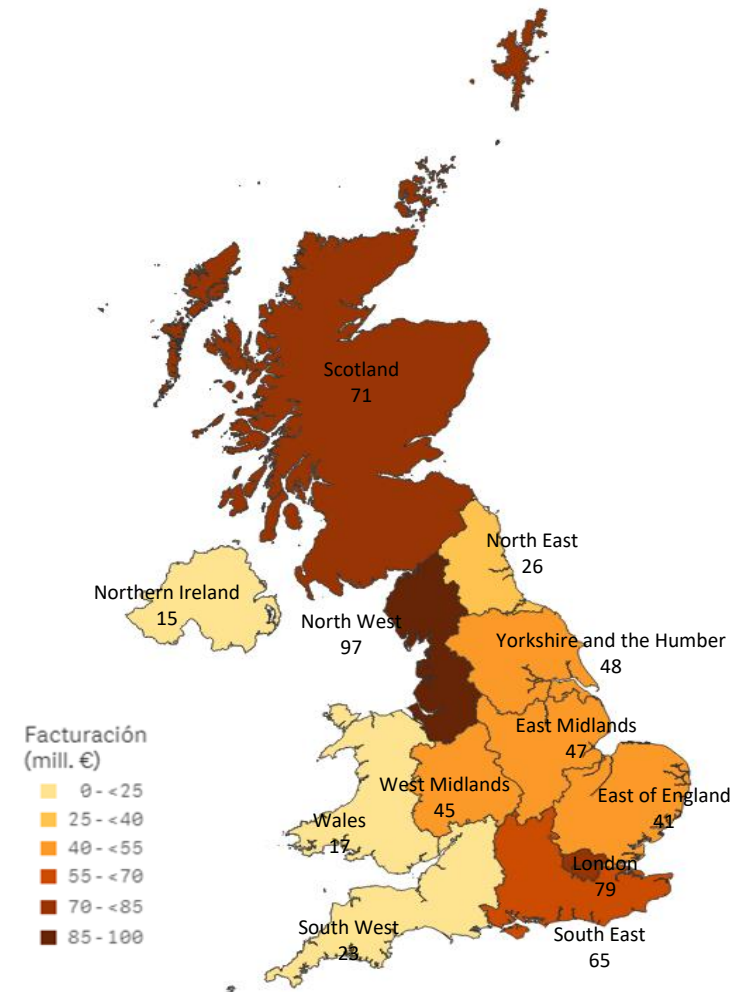 Scotland
71
North East
26
Northern Ireland
15
North West
97
Yorkshire and the Humber
48
East Midlands
47
West Midlands
45
East of England
41
Wales
17
London
79
South West
23
South East
65
Facturación
(mill. €)
0-<25
25-<40
40-<55
55-<70
70-<85
85-100